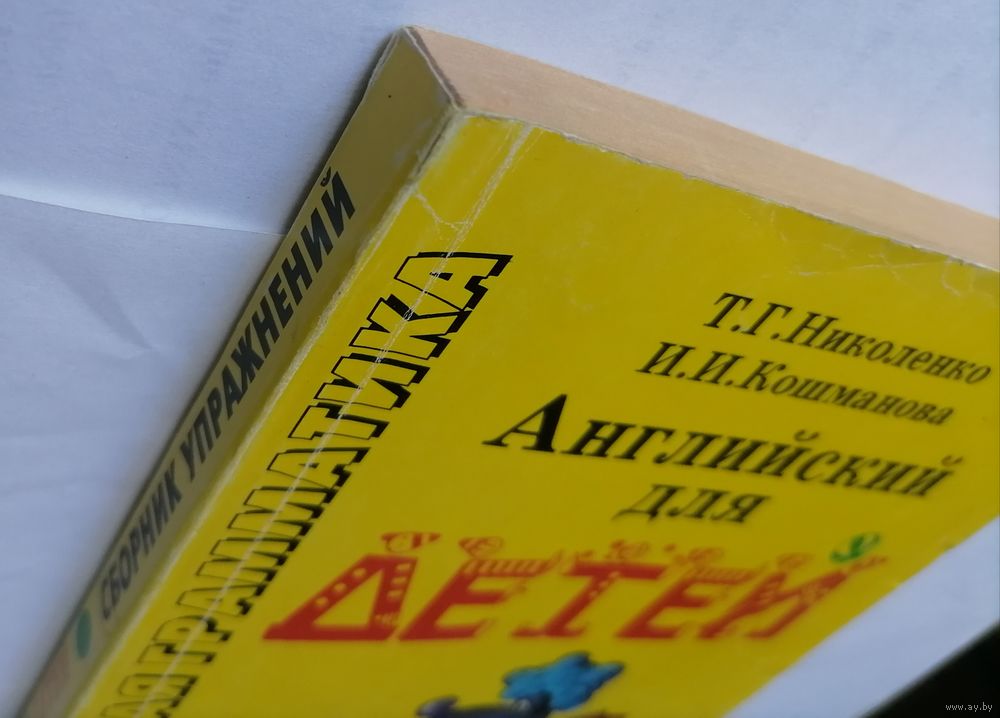 СБОРНИК УПРАЖНЕНИЙ
ГРАММАТИКА
Т.Г.Николенко
И.И.Кошманова
Английский
для
ДЕТЕЙ
www.ay.by